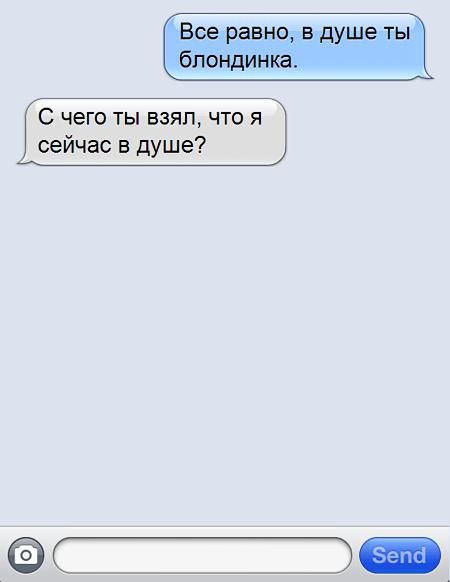 Все равно, в душе ты
блондинка.
С чего ты взял, что я
сейчас в душе?
Send